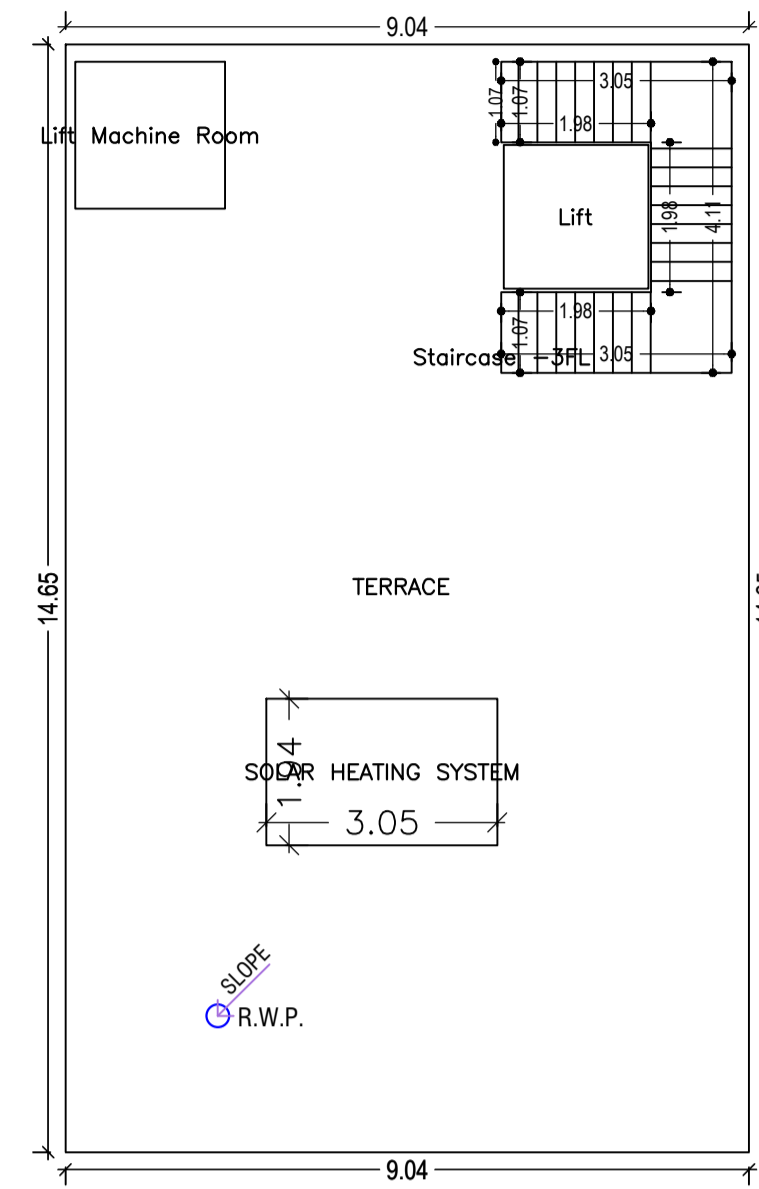 9.04
1.07
1.07
3.05
1.98
Lift Machine Room
Lift
1.98
4.11
1.98
1.07
3.05
Staircase -3FL
TERRACE
14.65
SOLAR HEATING SYSTEM
1.94
3.05
SLOPE
R.W.P.
9.04